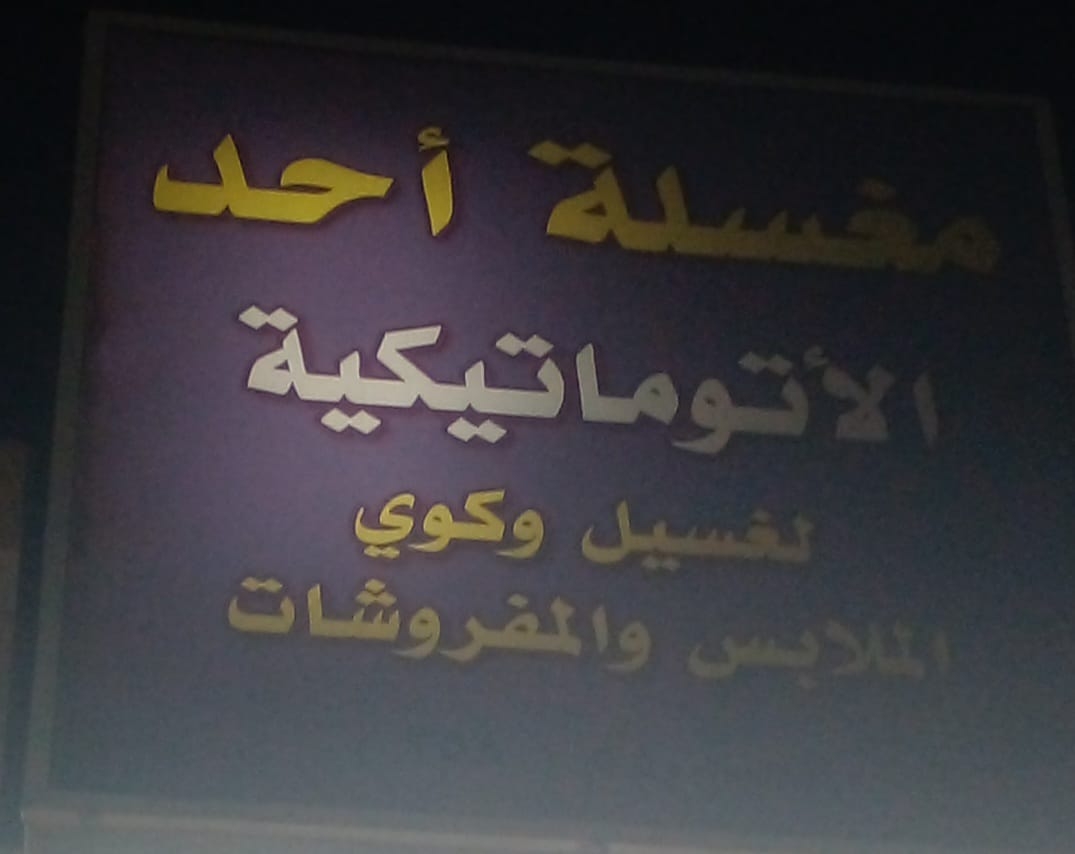 مغسلة أحد
الأتوماتيكية
لغسيل وكوي
الملابس والمفروشات